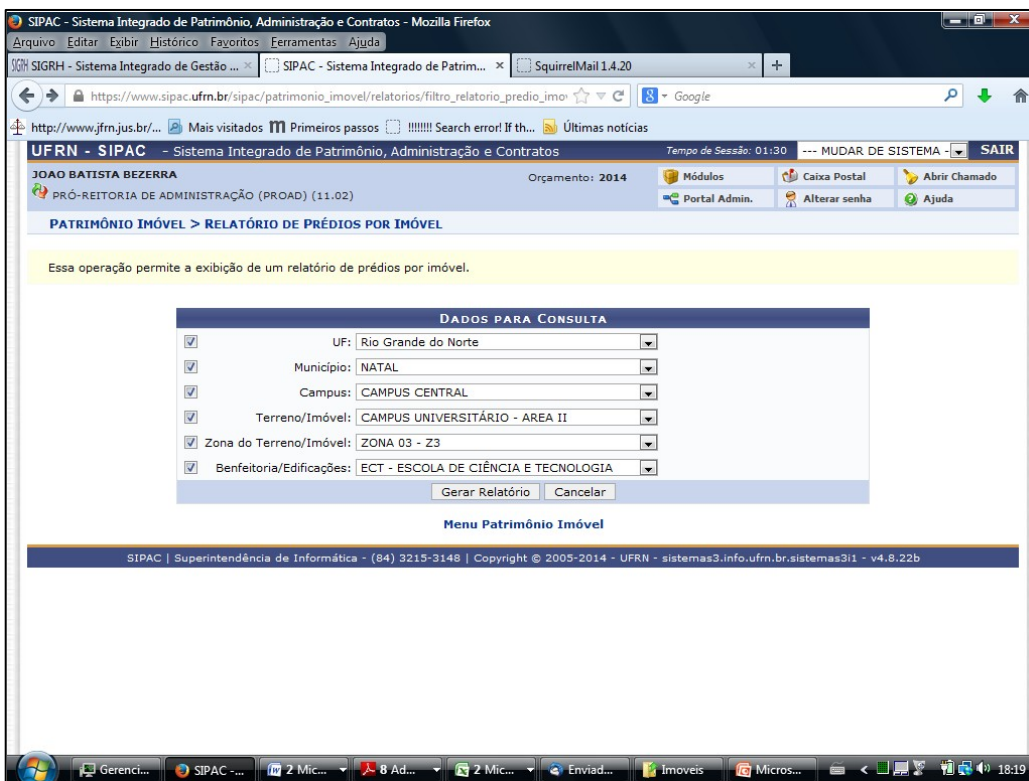 SIPAC - Sistema Integrado de Patrimônio, Administração e Contratos - Mozilla Firefox
Arquivo Editar Exibir Histórico Favoritos Ferramentas Ajuda
SIGRH SIGRH - Sistema Integrado de Gestão ... × SIPAC - Sistema Integrado de Patrim... × SquirrelMail 1.4.20 × +
https://www.sipac.ufrn.br/sipac/patrimonio_imovel/relatorios/filtro_relatorio_predio_imo Google
http://www.jfrn.jus.br/... Mais visitados Primeiros passos !!!!!!!! Search error! If th... Últimas notícias
UFRN - SIPAC - Sistema Integrado de Patrimônio, Administração e Contratos Tempo de Sessão: 01:30 --- MUDAR DE SISTEMA - SAIR
JOAO BATISTA BEZERRA Orçamento: 2014 Módulos Caixa Postal Abrir Chamado
PRÓ-REITORIA DE ADMINISTRAÇÃO (PROAD) (11.02) Portal Admin. Alterar senha Ajuda
PATRIMÔNIO IMÓVEL > RELATÓRIO DE PRÉDIOS POR IMÓVEL
Essa operação permite a exibição de um relatório de prédios por imóvel.
DADOS PARA CONSULTA
UF: Rio Grande do Norte
Município: NATAL
Campus: CAMPUS CENTRAL
Terreno/Imóvel: CAMPUS UNIVERSITÁRIO - AREA II
Zona do Terreno/Imóvel: ZONA 03 - Z3
Benfeitoria/Edificações: ECT - ESCOLA DE CIÊNCIA E TECNOLOGIA
Gerar Relatório Cancelar
Menu Patrimônio Imóvel
SIPAC | Superintendência de Informática - (84) 3215-3148 | Copyright © 2005-2014 - UFRN - sistemas3.info.ufrn.br.sistemas3i1 - v4.8.22b
Gerenci... SIPAC -... 2 Mic... 8 Ad... 2 Mic... Enviad... Imoveis Micros... 18:19